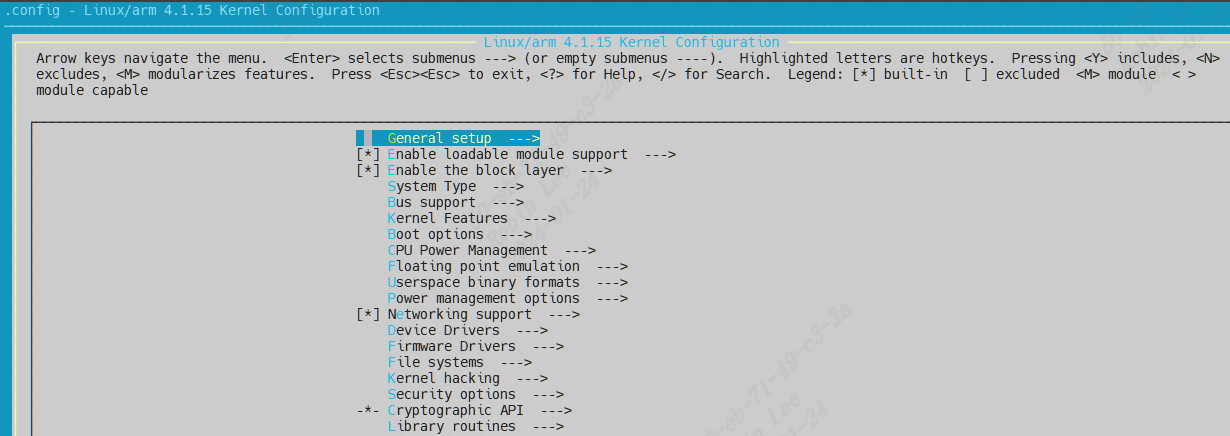 .config - Linux/arm 4.1.15 Kernel Configuration
Linux/arm 4.1.15 Kernel Configuration
Arrow keys navigate the menu.  <Enter> selects submenus ---> (or empty submenus ----).  Highlighted letters are hotkeys.  Pressing <Y> includes, <N>
excludes, <M> modularizes features.  Press <Esc><Esc> to exit, <?> for Help, </> for Search.  Legend: [*] built-in  [ ] excluded  <M> module  < >
module capable
General setup  --->
[*] Enable loadable module support  --->
[*] Enable the block layer  --->
System Type  --->
Bus support  --->
Kernel Features  --->
Boot options  --->
CPU Power Management  --->
Floating point emulation  --->
Userspace binary formats  --->
Power management options  --->
[*] Networking support  --->
Device Drivers  --->
Firmware Drivers  --->
File systems  --->
Kernel hacking  --->
Security options  --->
-*- Cryptographic API  --->
Library routines  --->